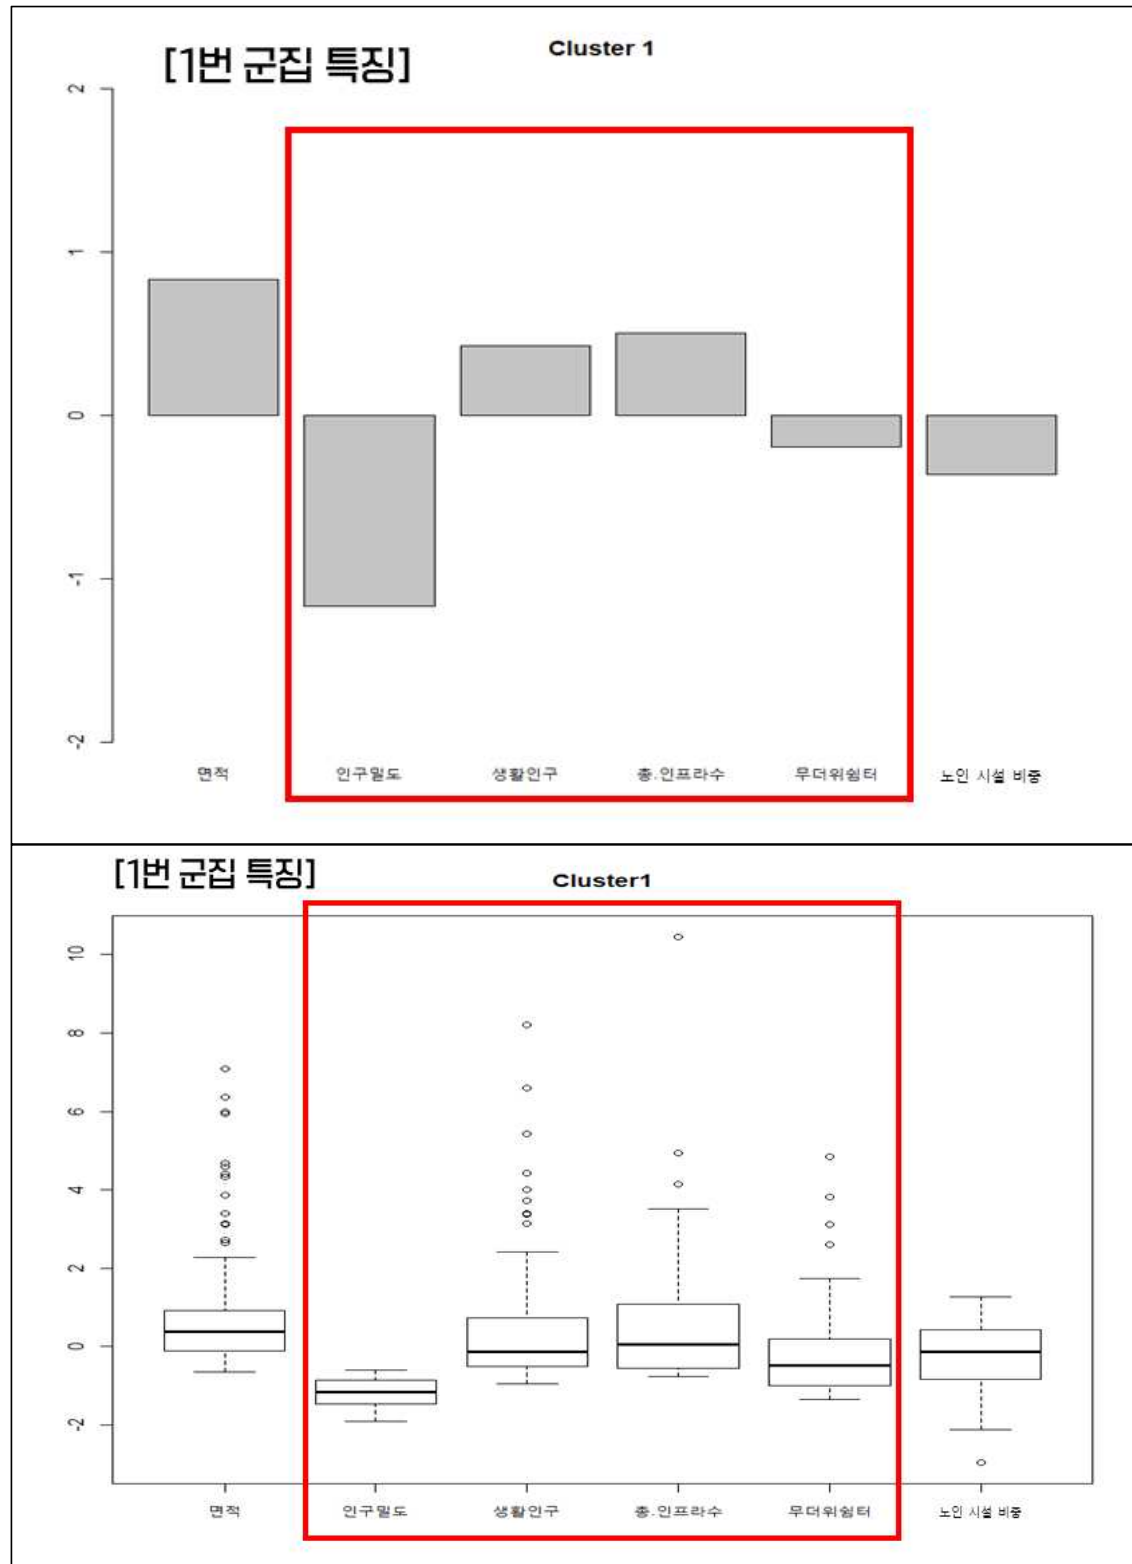 [1번 군집 특징]
Cluster 1
2
1
0
-1
-2
면적 인구밀도 생활인구 총.인프라수 무더위쉼터 노인 시설 비중
[1번 군집 특징]
Cluster1
10
8
6
4
2
0
-2
면적 인구밀도 생활인구 총.인프라수 무더위쉼터 노인 시설 비중